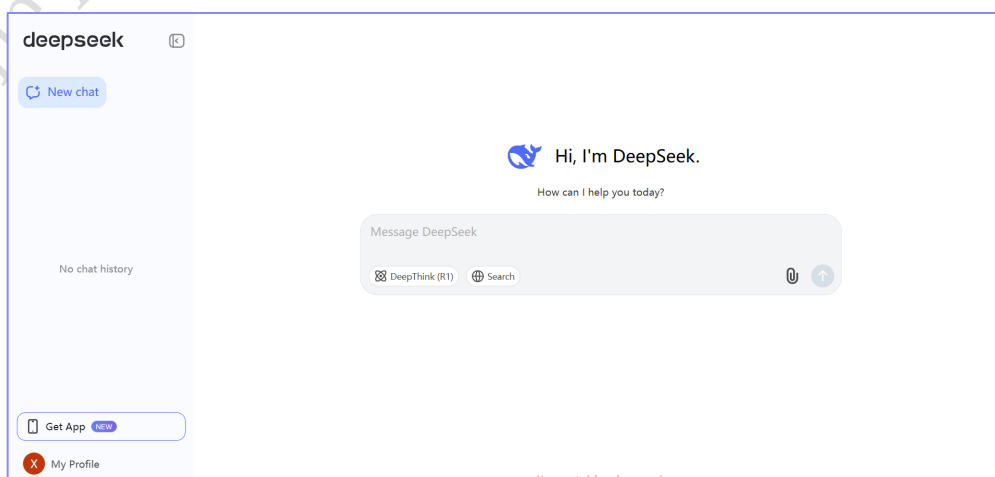 deepseek
New chat
Hi, I'm DeepSeek.
How can I help you today?
Message DeepSeek
DeepThink (R1)
Search
No chat history
Get App NEW
X My Profile